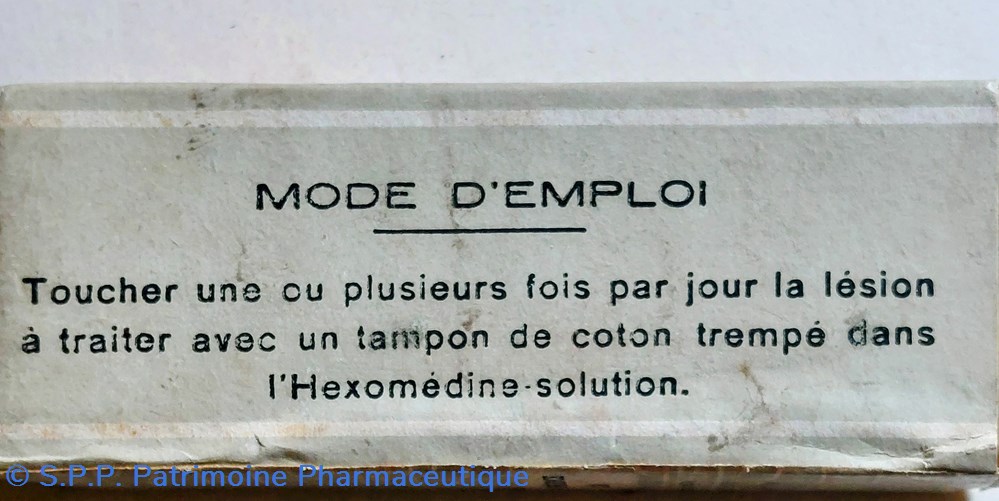 MODE D'EMPLOI
Toucher une ou plusieurs fois par jour la lésion
à traiter avec un tampon de coton trempé dans
l'Hexomédine-solution.
© S.P.P. Patrimoine Pharmaceutique